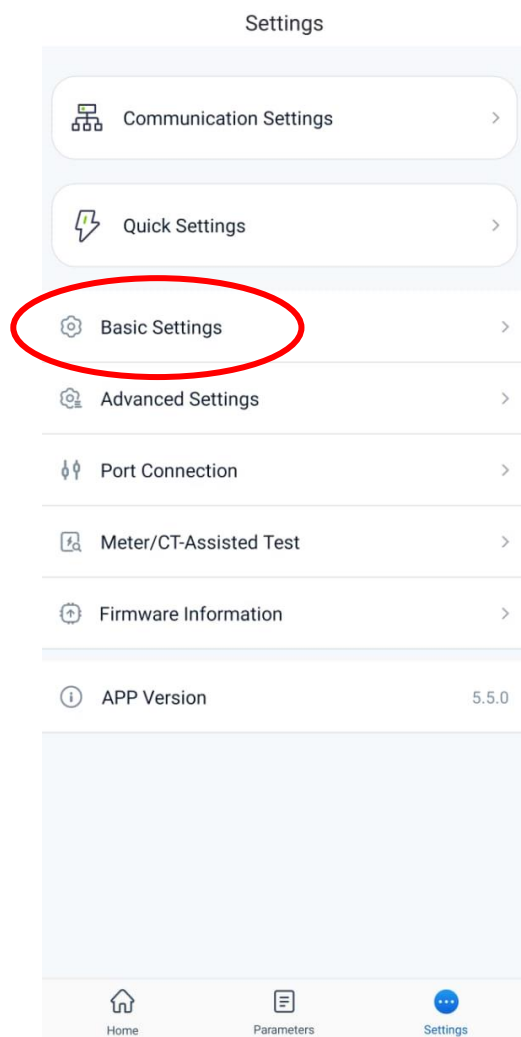 Settings
Communication Settings
Quick Settings
Basic Settings
Advanced Settings
Port Connection
Meter/CT-Assisted Test
Firmware Information
APP Version 5.5.0
Home Parameters Settings